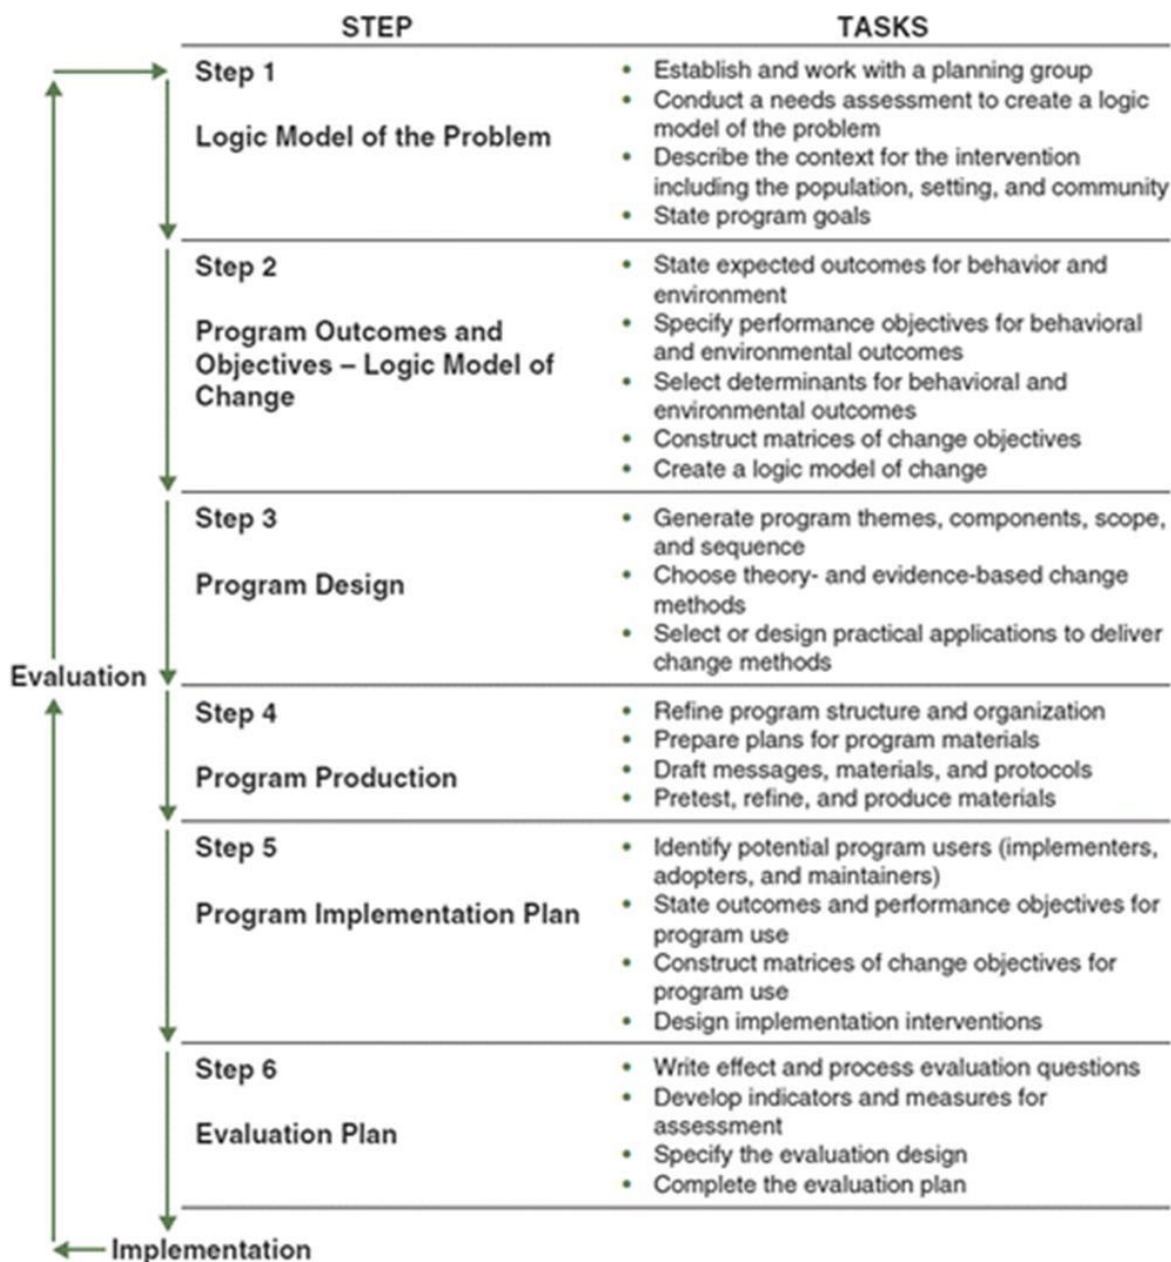 STEP
TASKS
Step 1
Logic Model of the Problem
• Establish and work with a planning group
• Conduct a needs assessment to create a logic
model of the problem
• Describe the context for the intervention
including the population, setting, and community
• State program goals
Step 2
Program Outcomes and
Objectives – Logic Model of
Change
• State expected outcomes for behavior and
environment
• Specify performance objectives for behavioral
and environmental outcomes
• Select determinants for behavioral and
environmental outcomes
• Construct matrices of change objectives
• Create a logic model of change
Step 3
Program Design
• Generate program themes, components, scope,
and sequence
• Choose theory- and evidence-based change
methods
• Select or design practical applications to deliver
change methods
Evaluation
Step 4
Program Production
• Refine program structure and organization
• Prepare plans for program materials
• Draft messages, materials, and protocols
• Pretest, refine, and produce materials
Step 5
Program Implementation Plan
• Identify potential program users (implementers,
adopters, and maintainers)
• State outcomes and performance objectives for
program use
• Construct matrices of change objectives for
program use
• Design implementation interventions
Step 6
Evaluation Plan
• Write effect and process evaluation questions
• Develop indicators and measures for
assessment
• Specify the evaluation design
• Complete the evaluation plan
Implementation